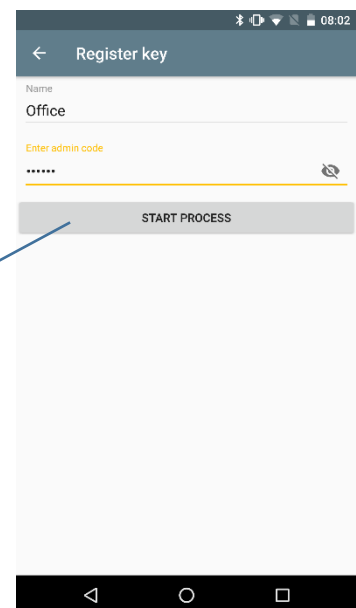 08:02
Register key
Name
Office
Enter admin code
••••••
START PROCESS